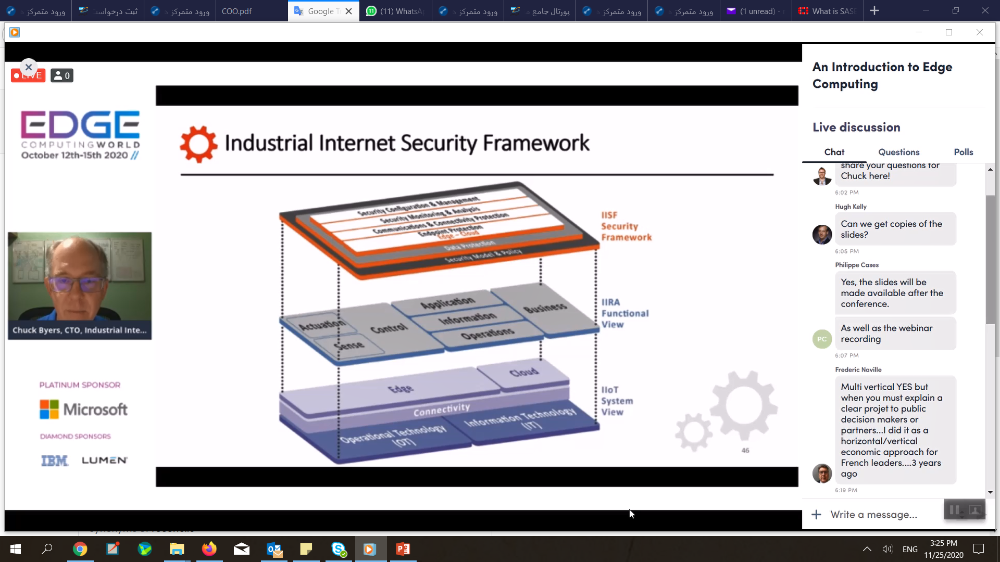 ورود متمرکز د
ثبت درخواست
ورود متمرکز د
COO.pdf
Google T
(11) WhatsA
ورود متمرکز د
پورتال جامع م
ورود متمرکز د
ورود متمرکز د
(1 unread) -
What is SASE
LIVE
0
EDGE
COMPUTINGWORLD
October 12th-15th 2020 //
Chuck Byers, CTO, Industrial Inte...
PLATINUM SPONSOR
Microsoft
DIAMOND SPONSORS
IBM LUMEN
Industrial Internet Security Framework
Security Configuration & Management
Security Monitoring & Analysis
Communications & Connectivity Protection
Endpoint Protection
Edge – Cloud
Data Protection
Security Model & Policy
IISF
Security
Framework
Actuation
Sense
Control
Application
Information
Operations
Business
IIRA
Functional
View
Edge
Cloud
Connectivity
Operational Technology
(OT)
Information Technology
(IT)
IIoT
System
View
46
An Introduction to Edge
Computing
Live discussion
Chat Questions Polls
share your questions for
Chuck here!
6:02 PM
Hugh Kelly
Can we get copies of the
slides?
6:05 PM
Philippe Cases
Yes, the slides will be
made available after the
conference.
As well as the webinar
recording
PC
6:07 PM
Frederic Naville
Multi vertical YES but
when you must explain a
clear projet to public
decision makers or
partners...I did it as a
horizontal/vertical
economic approach for
French leaders....3 years
ago
6:19 PM
Write a message...
ENG
3:25 PM
11/25/2020